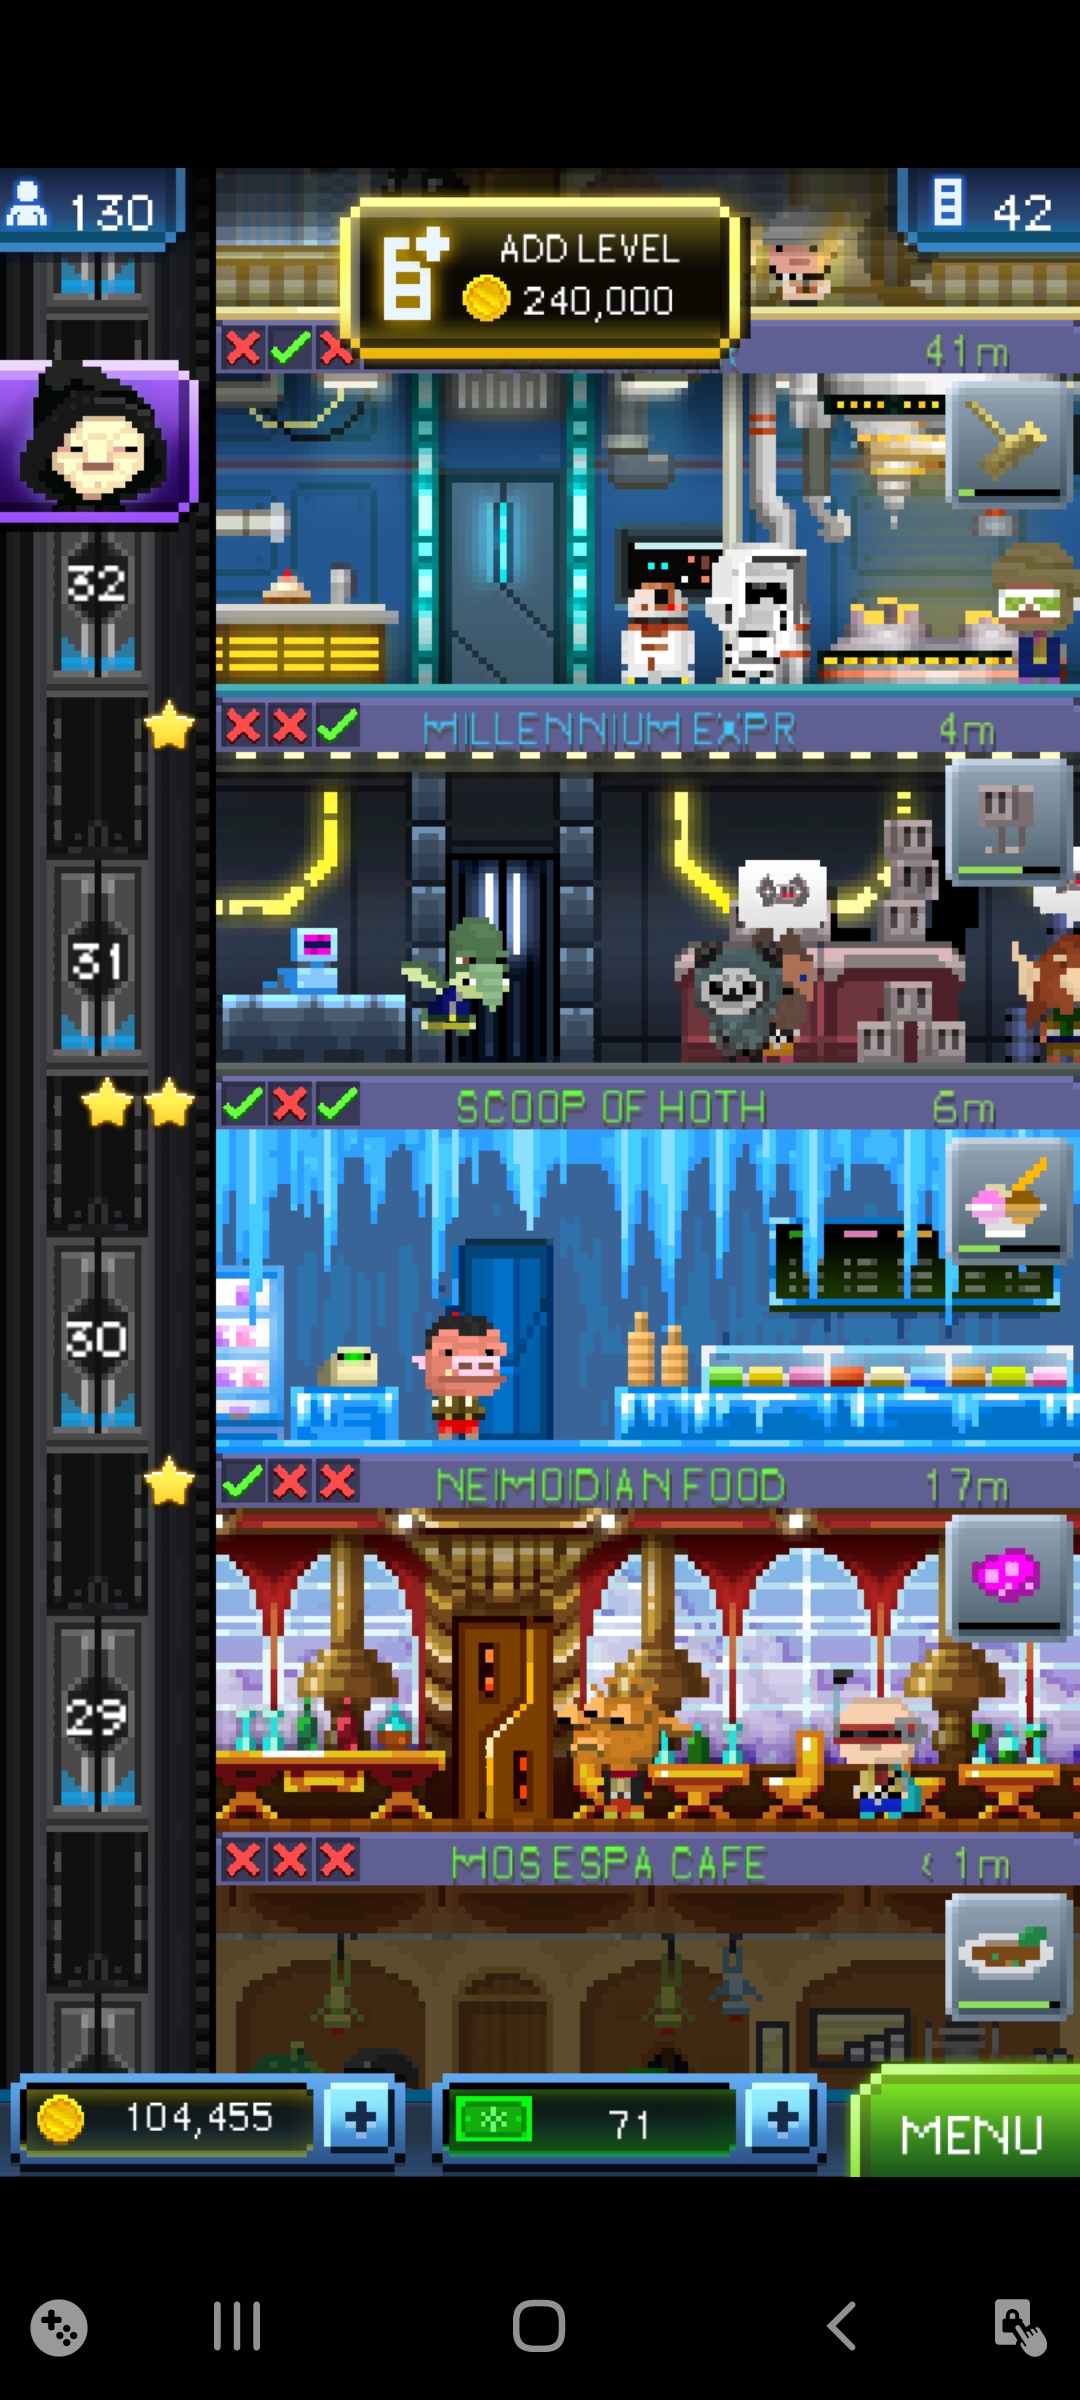 130
42
ADD LEVEL
240,000
41m
32
MILLENNIUM EXPR
4m
31
SCOOP OF HOTH
6m
30
NEIMOIDIAN FOOD
17m
29
MOS ESPA CAFE
< 1m
104,455
71
MENU